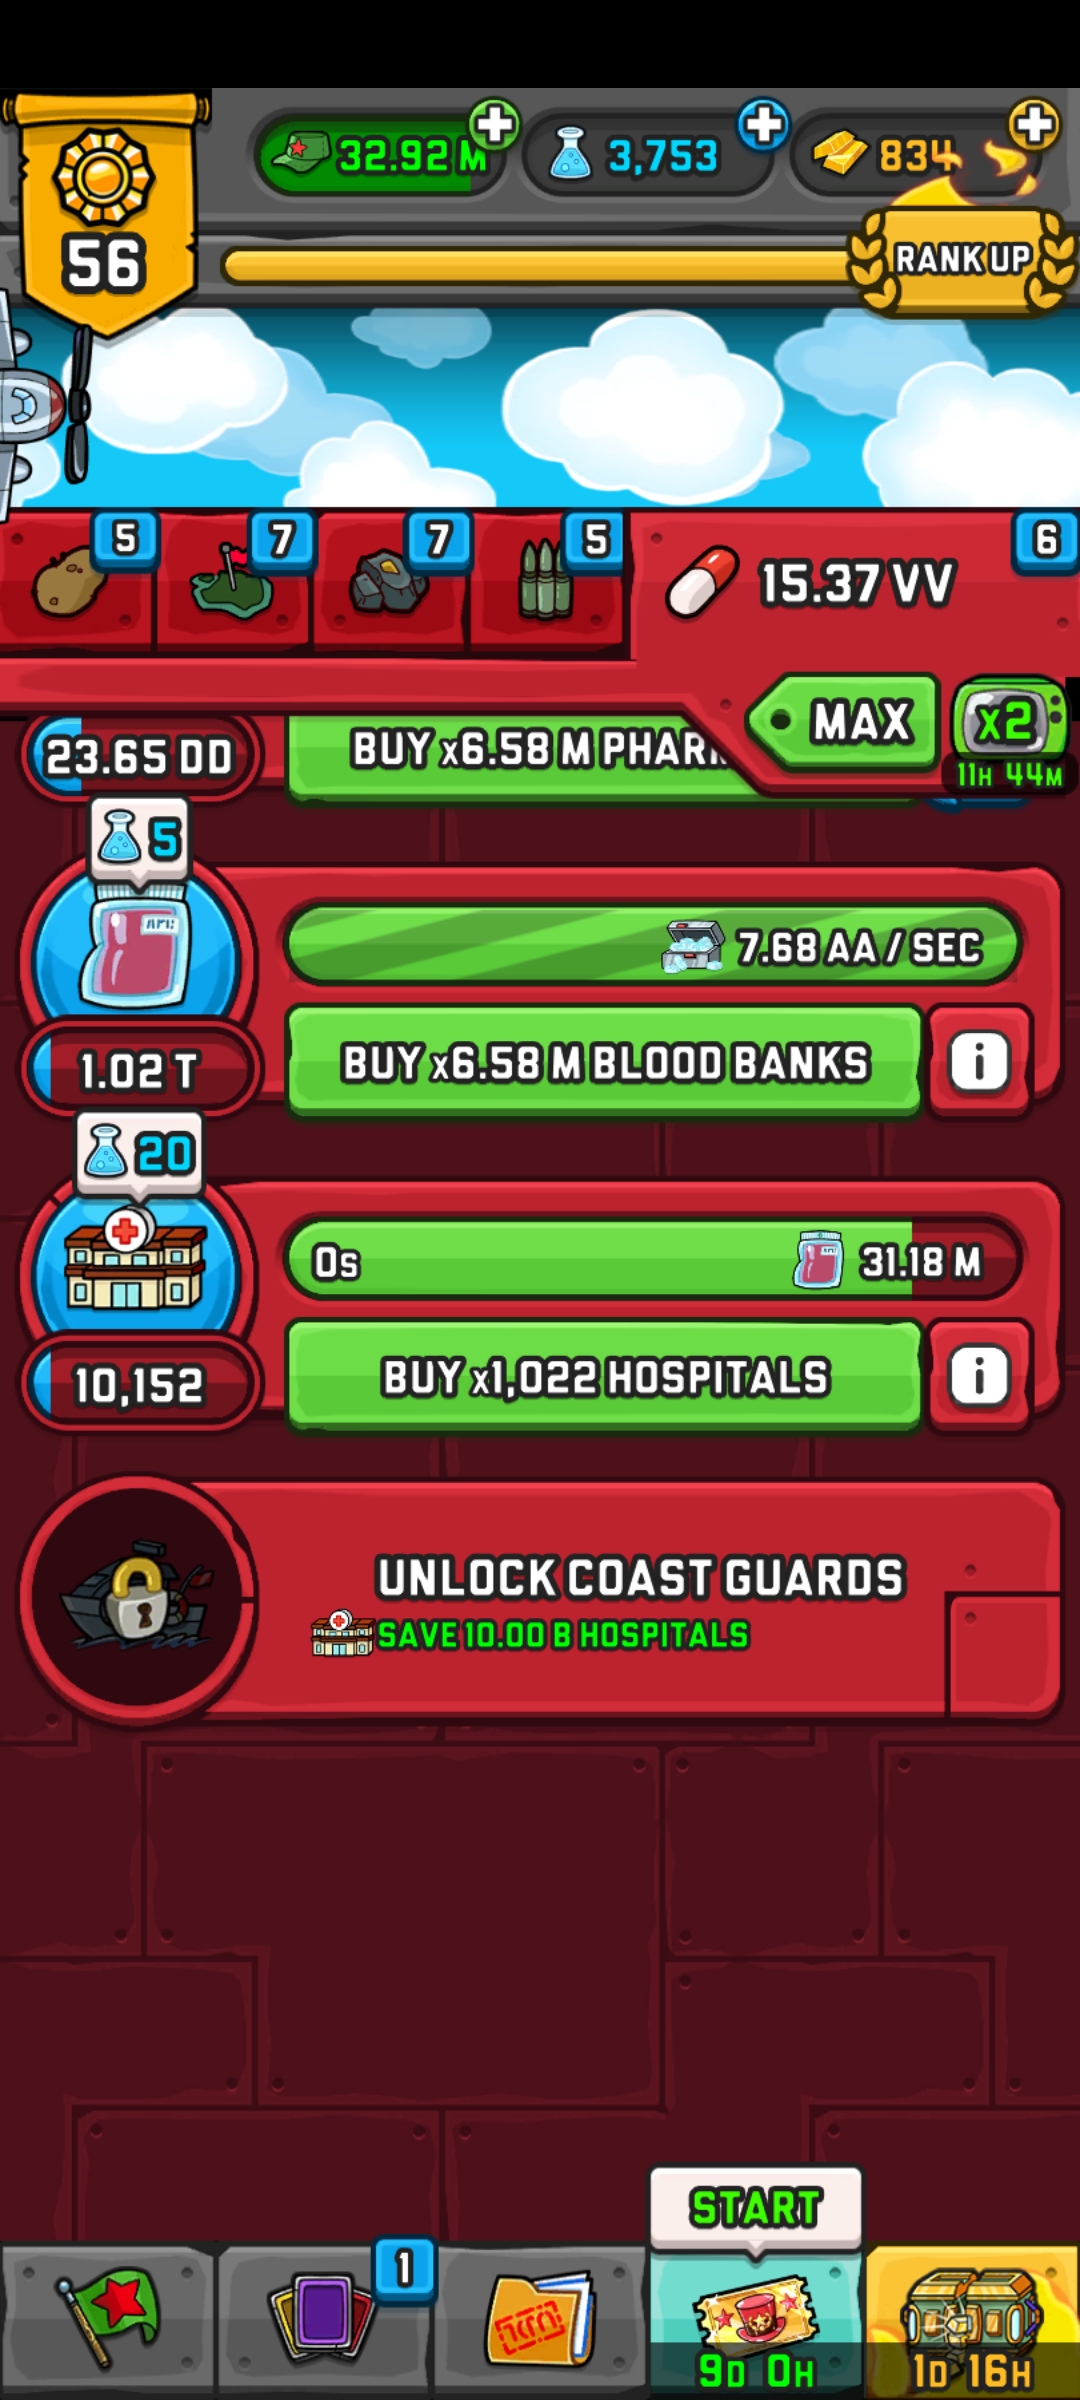 32.92 M
3,753
834
56
RANK UP
5
7
7
5
15.37 VV
6
MAX
x2
11H 44M
23.65 DD
BUY x6.58 M
5
7.68 AA / SEC
1.02 T
BUY x6.58 M BLOOD BANKS
i
20
0s
31.18 M
10,152
BUY x1,022 HOSPITALS
i
UNLOCK COAST GUARDS
SAVE 10.00 B HOSPITALS
START
1
9D 0H
1D 16H